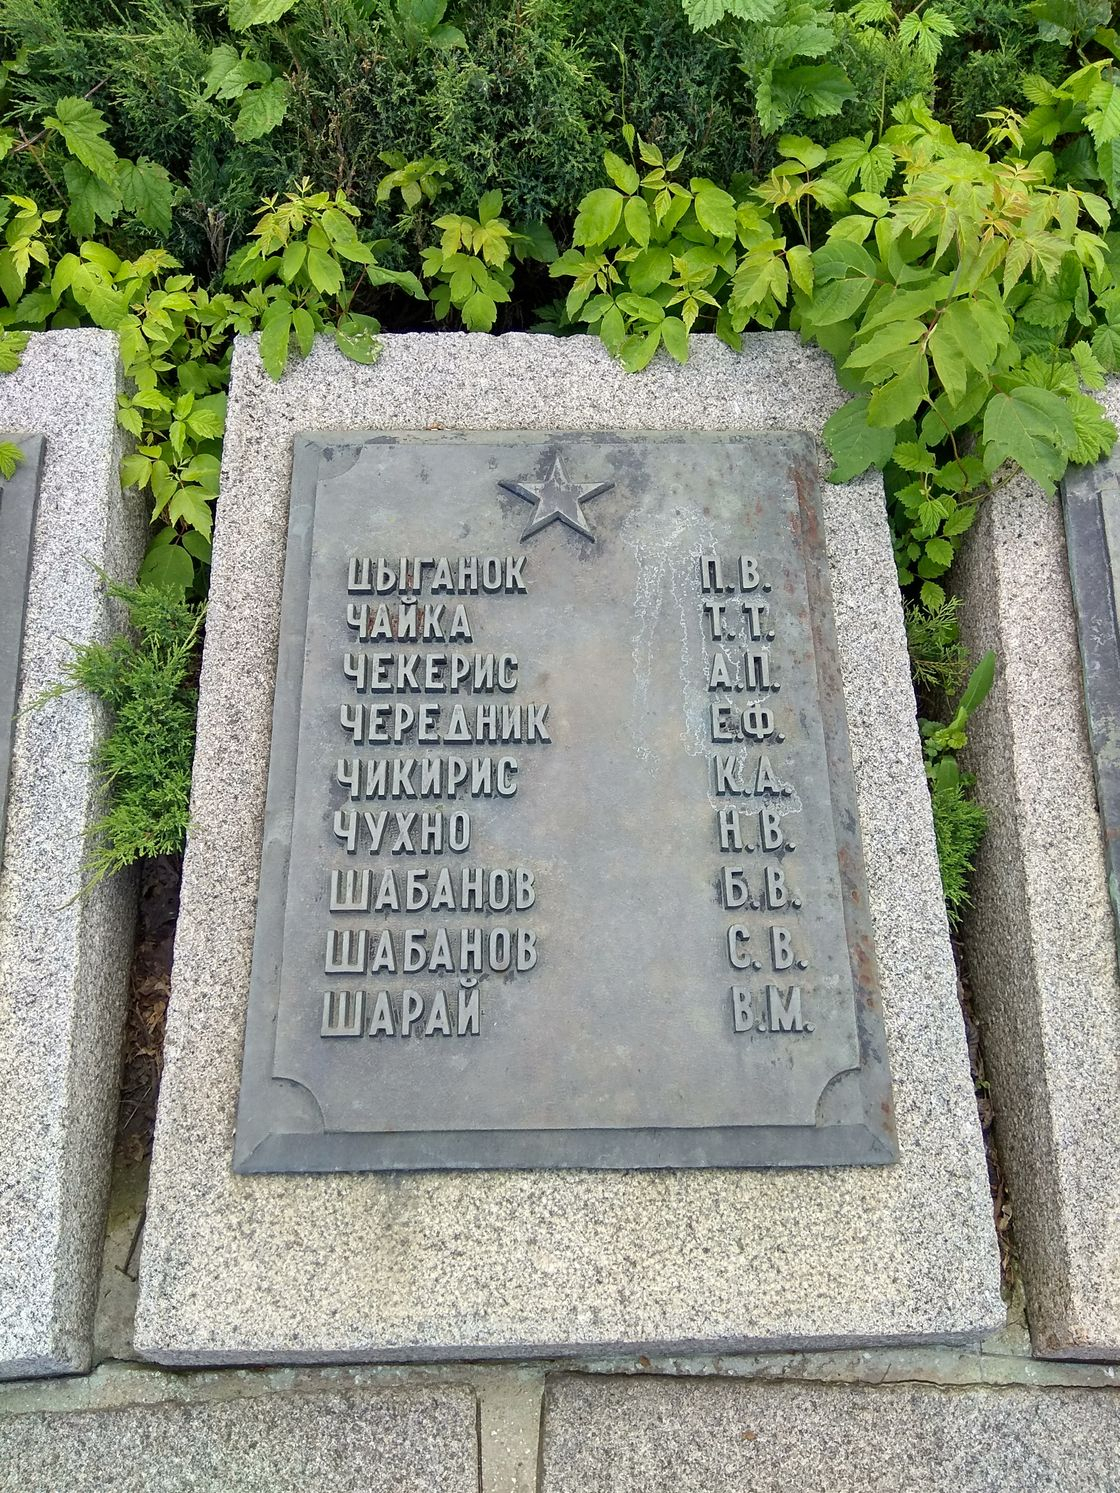 ЦЫГАНОК П.В.
ЧАЙКА Т.Т.
ЧЕКЕРИС А.П.
ЧЕРЕДНИК Е.Ф.
ЧИКИРИС К.А.
ЧУХНО Н.В.
ШАБАНОВ Б.В.
ШАБАНОВ С.В.
ШАРАЙ В.М.